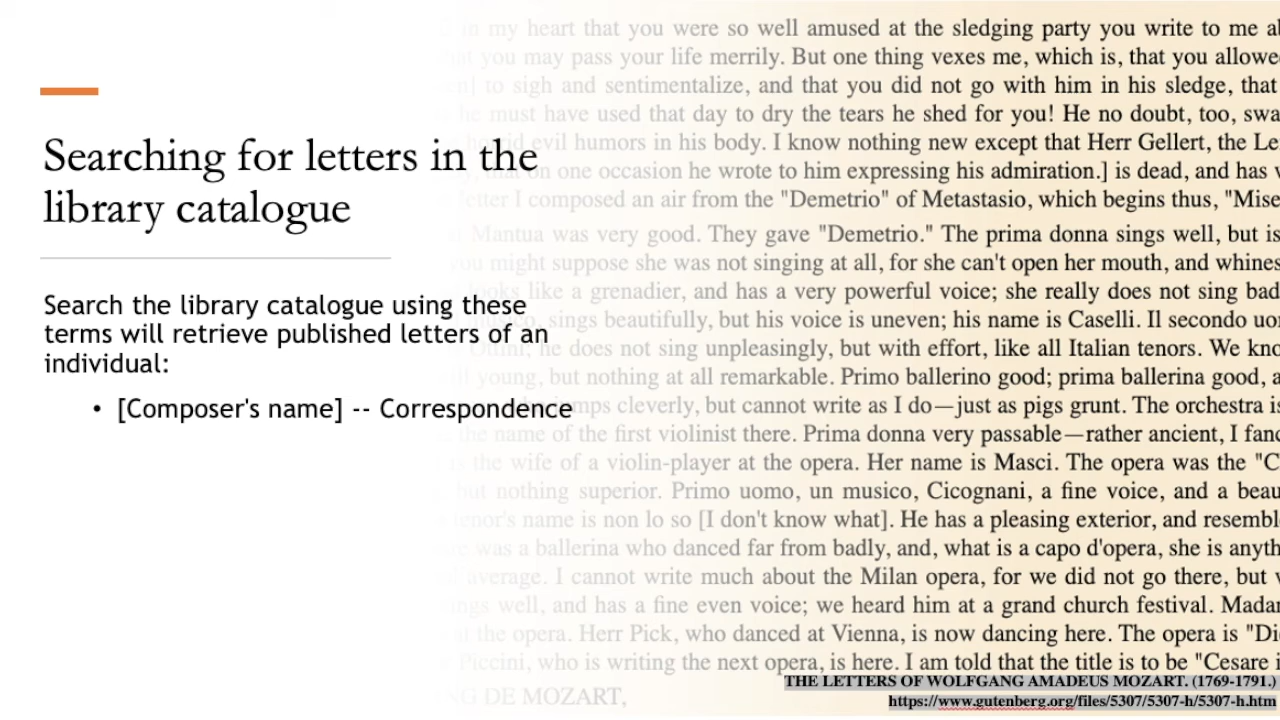 Searching for letters in the
library catalogue
Search the library catalogue using these
terms will retrieve published letters of an
individual:
• [Composer's name] -- Correspondence
in my heart that you were so well amused at the sledging party you write to me
you may pass your life merrily. But one thing vexes me, which is, that you
to sigh and sentimentalize, and that you did not go with him in his sledge, that
must have used that day to dry the tears he shed for you! He no doubt, too,
evil humors in his body. I know nothing new except that Herr Gellert, the
on one occasion he wrote to him expressing his admiration.] is dead, and has
letter I composed an air from the "Demetrio" of Metastasio, which begins thus,
Mantua was very good. They gave "Demetrio." The prima donna sings well, but is
you might suppose she was not singing at all, for she can't open her mouth, and whines
looks like a grenadier, and has a very powerful voice; she really does not sing
sings beautifully, but his voice is uneven; his name is Caselli. Il secondo
he does not sing unpleasingly, but with effort, like all Italian tenors. We
young, but nothing at all remarkable. Primo ballerino good; prima ballerina good,
cleverly, but cannot write as I do—just as pigs grunt. The orchestra
the name of the first violinist there. Prima donna very passable—rather ancient, I
the wife of a violin-player at the opera. Her name is Masci. The opera was the
but nothing superior. Primo uomo, un musico, Cicognani, a fine voice, and a
name is non lo so [I don't know what]. He has a pleasing exterior, and
was a ballerina who danced far from badly, and, what is a capo d'opera, she is
average. I cannot write much about the Milan opera, for we did not go there, but
well, and has a fine even voice; we heard him at a grand church festival.
the opera. Herr Pick, who danced at Vienna, is now dancing here. The opera is
Piccini, who is writing the next opera, is here. I am told that the title is to be "Cesare
DE MOZART,
THE LETTERS OF WOLFGANG AMADEUS MOZART. (1769-1791.)
https://www.gutenberg.org/files/5307/5307-h/5307-h.htm